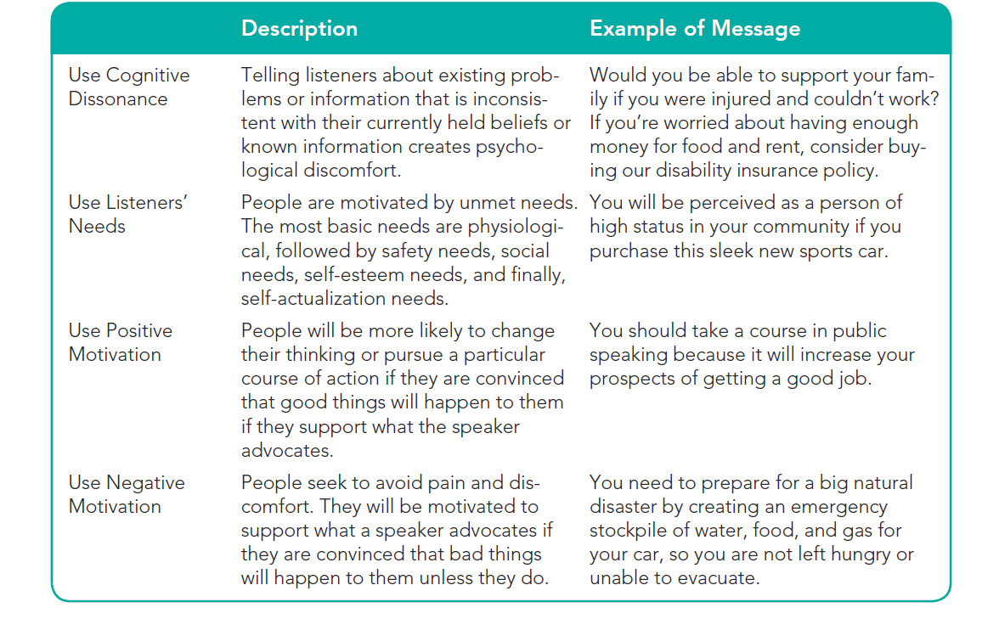 Description Example of Message
Use Cognitive
Dissonance
Telling listeners about existing prob-
lems or information that is inconsis-
tent with their currently held beliefs or
known information creates psycho-
logical discomfort.
Would you be able to support your fam-
ily if you were injured and couldn’t work?
If you’re worried about having enough
money for food and rent, consider buy-
ing our disability insurance policy.
Use Listeners’
Needs
People are motivated by unmet needs.
The most basic needs are physiologi-
cal, followed by safety needs, social
needs, self-esteem needs, and finally,
self-actualization needs.
You will be perceived as a person of
high status in your community if you
purchase this sleek new sports car.
Use Positive
Motivation
People will be more likely to change
their thinking or pursue a particular
course of action if they are convinced
that good things will happen to them
if they support what the speaker
advocates.
You should take a course in public
speaking because it will increase your
prospects of getting a good job.
Use Negative
Motivation
People seek to avoid pain and dis-
comfort. They will be motivated to
support what a speaker advocates if
they are convinced that bad things
will happen to them unless they do.
You need to prepare for a big natural
disaster by creating an emergency
stockpile of water, food, and gas for
your car, so you are not left hungry or
unable to evacuate.